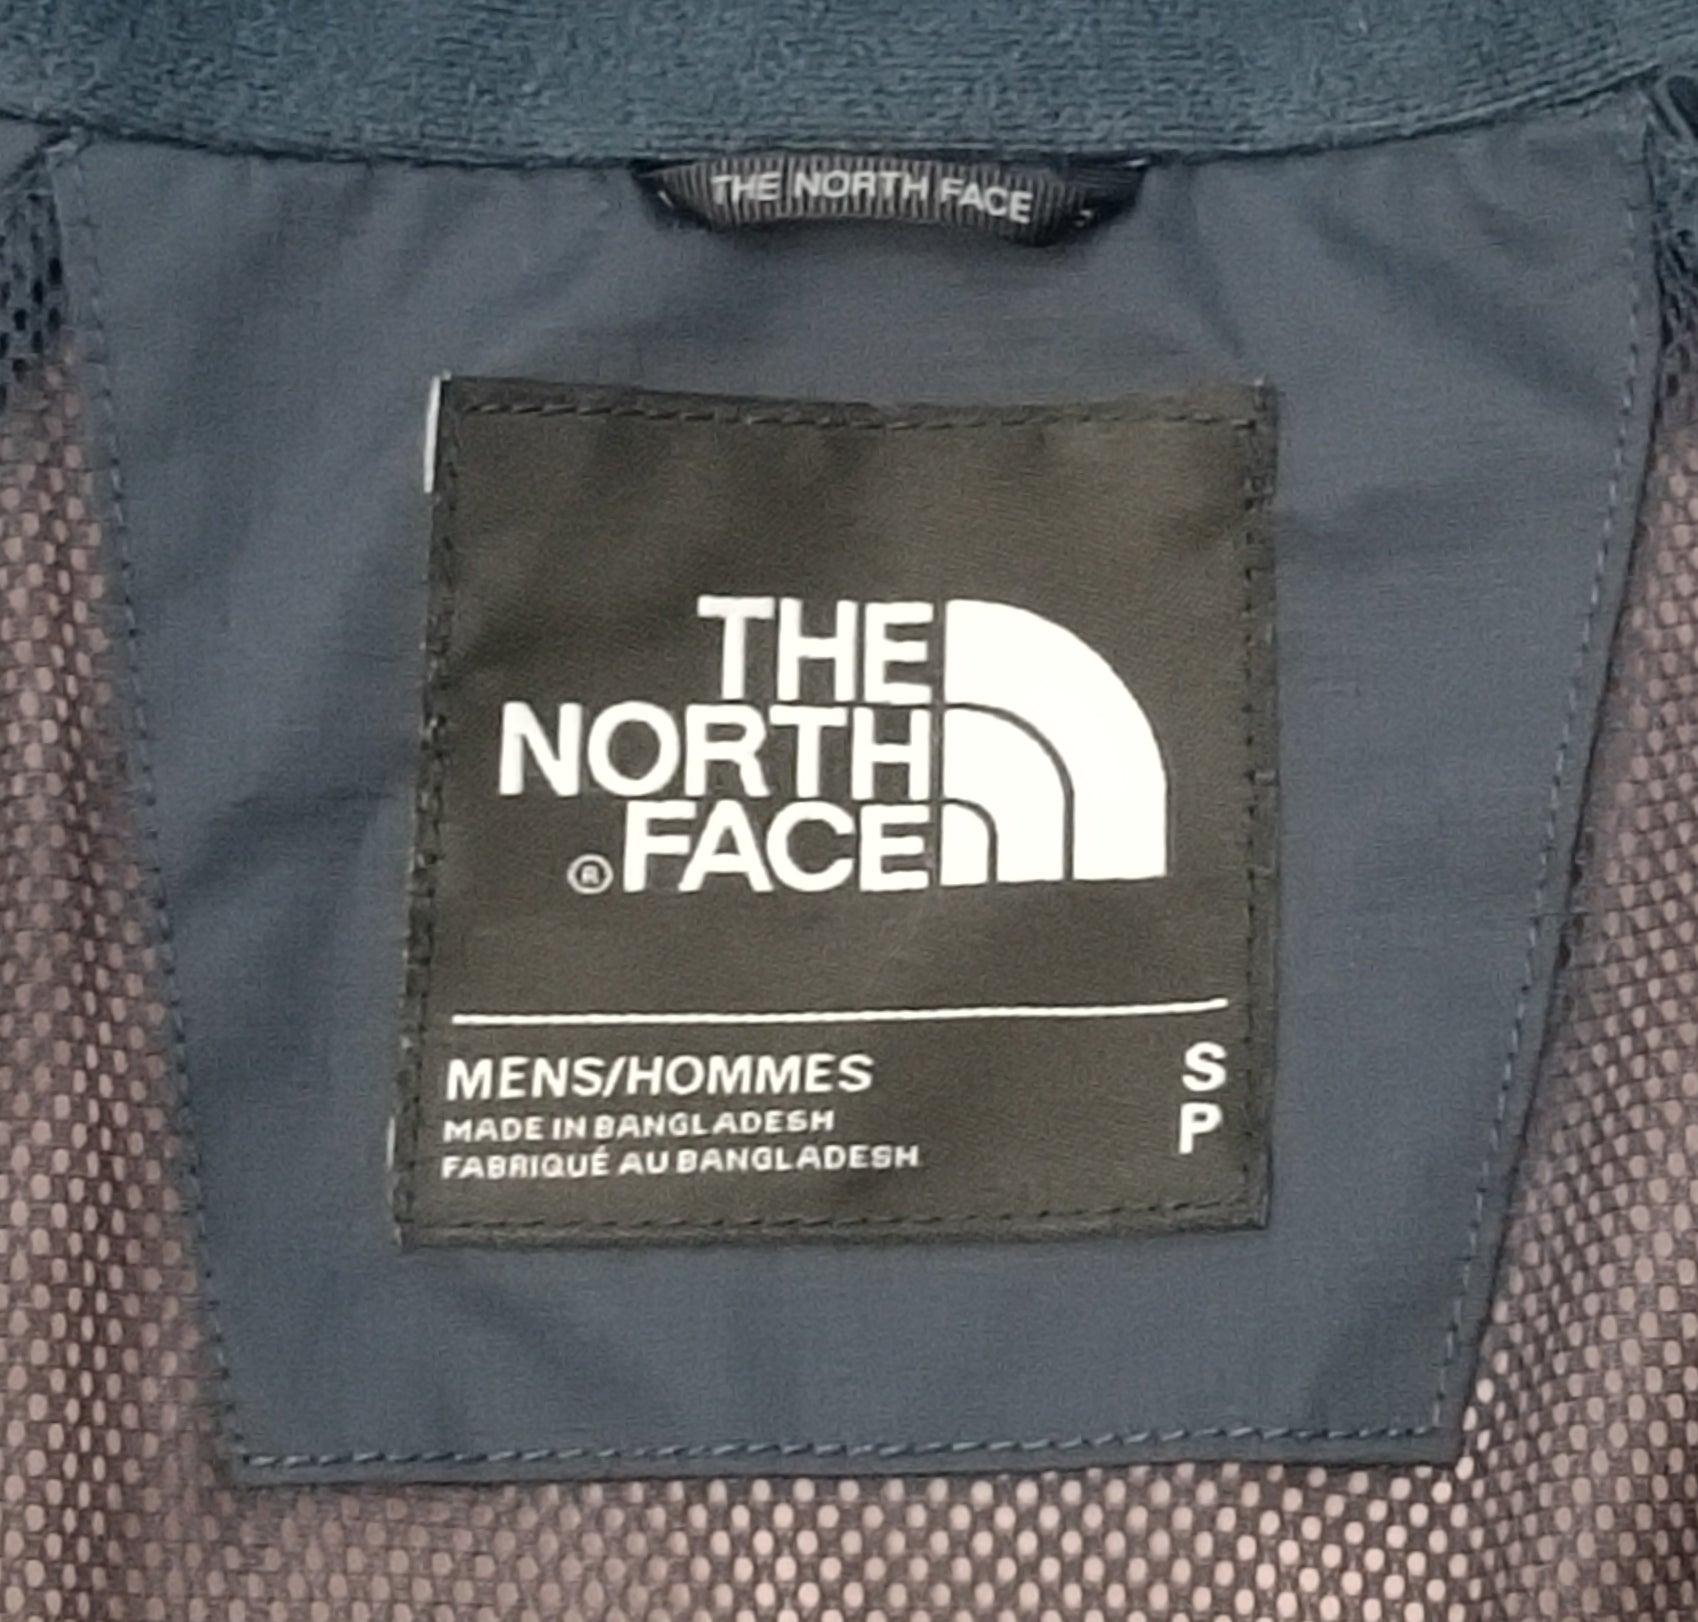 THE NORTH FACE
THE
NORTH
®FACE
MENS/HOMMES S
MADE IN BANGLADESH P
FABRIQUÉ AU BANGLADESH